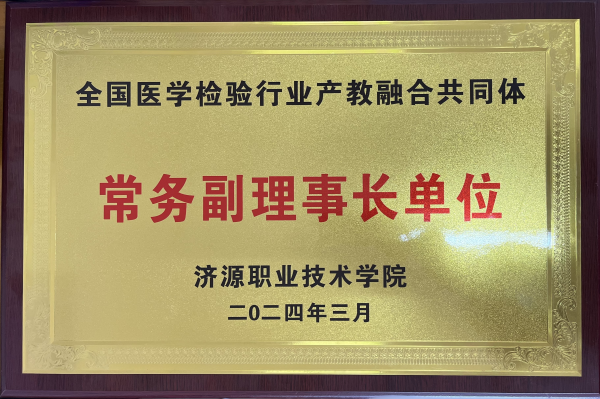 全国医学检验行业产教融合共同体
常务副理事长单位
济源职业技术学院
二〇二四年三月